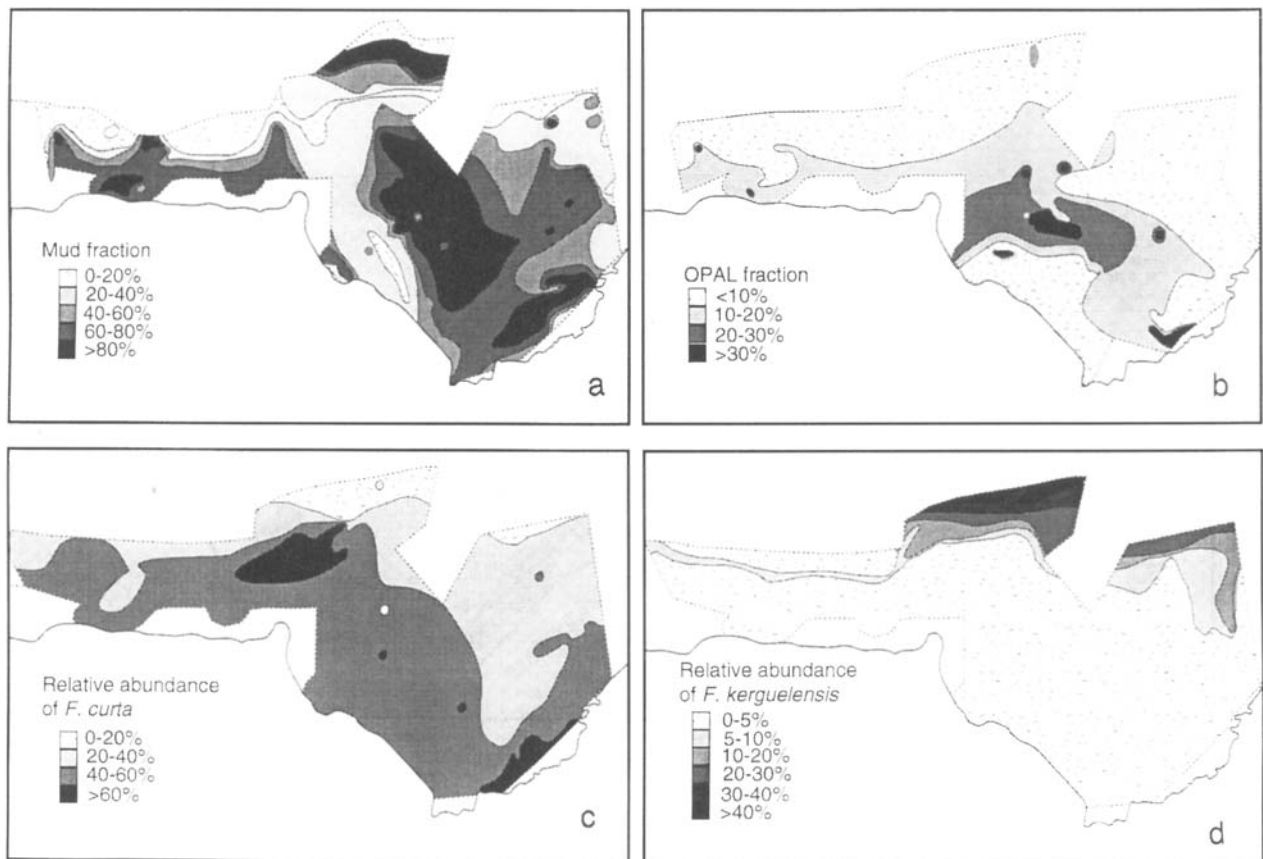 Mud fraction
0-20%
20-40%
40-60%
60-80%
>80%
a
OPAL fraction
<10%
10-20%
20-30%
>30%
b
Relative abundance
of F. curta
0-20%
20-40%
40-60%
>60%
c
Relative abundance
of F. kerguelensis
0-5%
5-10%
10-20%
20-30%
30-40%
>40%
d